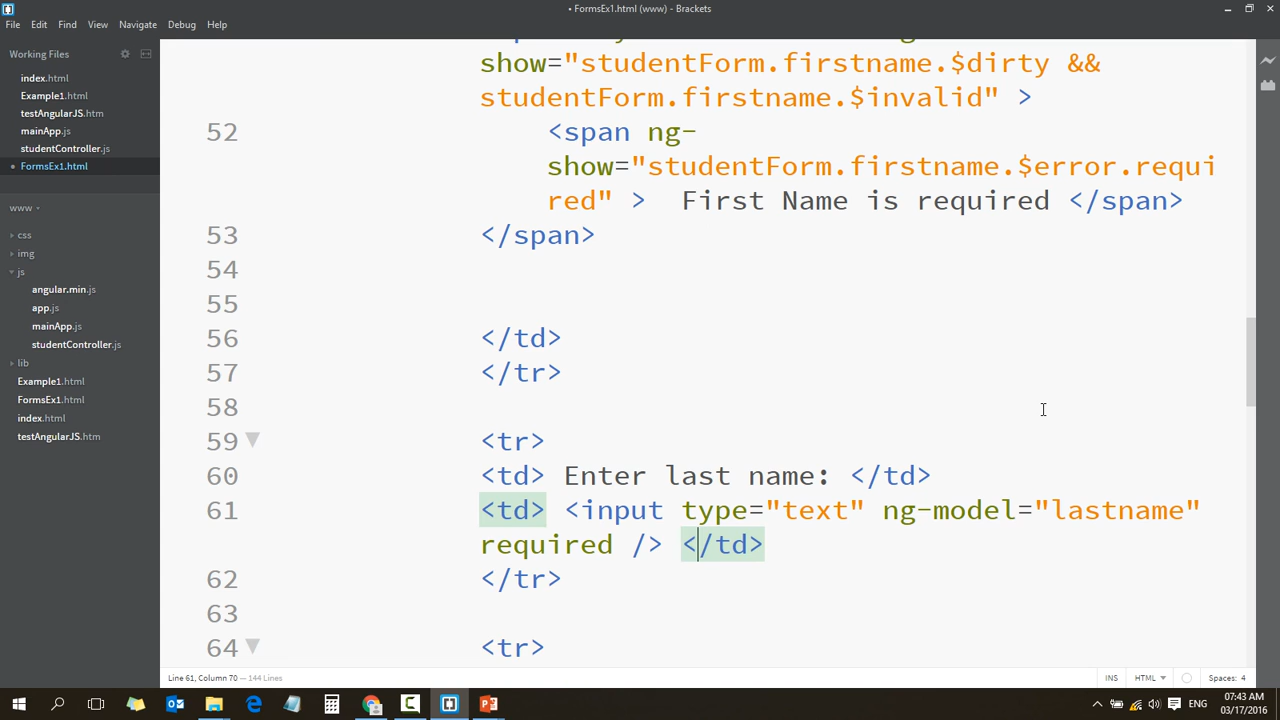 • FormsEx1.html (www) - Brackets
File Edit Find View Navigate Debug Help
Working Files
index.html
Example1.html
testAngularJS.htm
mainApp.js
studentController.js
• FormsEx1.html
www
css
img
js
angular.min.js
app.js
mainApp.js
studentController.js
lib
Example1.html
FormsEx1.html
index.html
testAngularJS.htm
show="studentForm.firstname.$dirty &&
studentForm.firstname.$invalid" >
52 <span ng-
show="studentForm.firstname.$error.requi
red" > First Name is required </span>
53 </span>
54
55
56 </td>
57 </tr>
58
59 <tr>
60 <td> Enter last name: </td>
61 <td> <input type="text" ng-model="lastname"
required /> </td>
62 </tr>
63
64 <tr>
Line 61, Column 70 — 144 Lines
INS HTML Spaces: 4
ENG
07:43 AM
03/17/2016